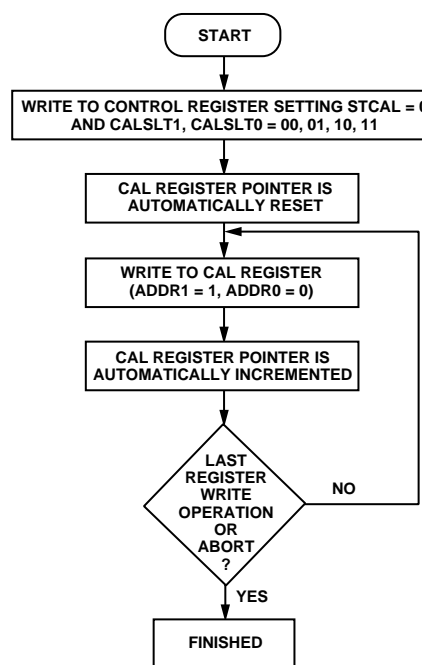 START
WRITE TO CONTROL REGISTER SETTING STCAL = 0
AND CALSLT1, CALSLT0 = 00, 01, 10, 11
CAL REGISTER POINTER IS
AUTOMATICALLY RESET
WRITE TO CAL REGISTER
(ADDR1 = 1, ADDR0 = 0)
CAL REGISTER POINTER IS
AUTOMATICALLY INCREMENTED
LAST
REGISTER
WRITE
OPERATION
OR
ABORT
?
NO
YES
FINISHED